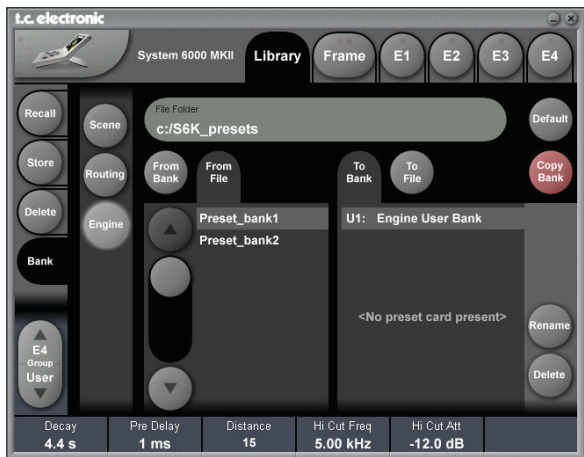 t.c. electronic
System 6000 MKII
Library
Frame
E1
E2
E3
E4
Recall
Store
Delete
Bank
E4
Group
User
Scene
Routing
Engine
File Folder
c:/S6K_presets
Default
From
Bank
From
File
To
Bank
To
File
Copy
Bank
Preset_bank1
Preset_bank2
U1: Engine User Bank
<No preset card present>
Rename
Delete
Decay
4.4 s
Pre Delay
1 ms
Distance
15
Hi Cut Freq
5.00 kHz
Hi Cut Att
-12.0 dB